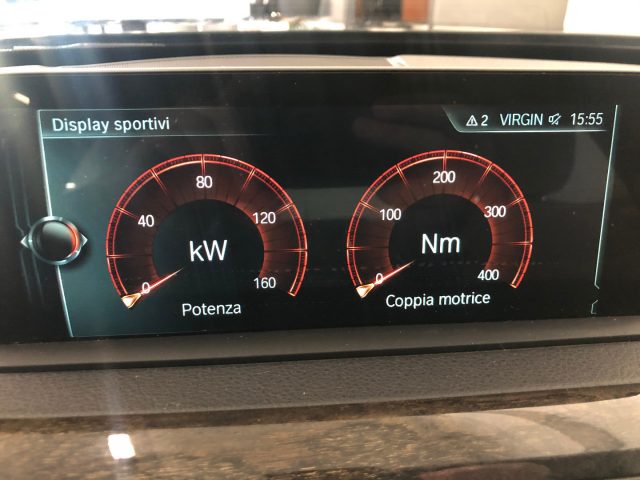 Display sportivi
2 VIRGIN 15:55
0 40 80 120 160
kW
Potenza
0 100 200 300 400
Nm
Coppia motrice